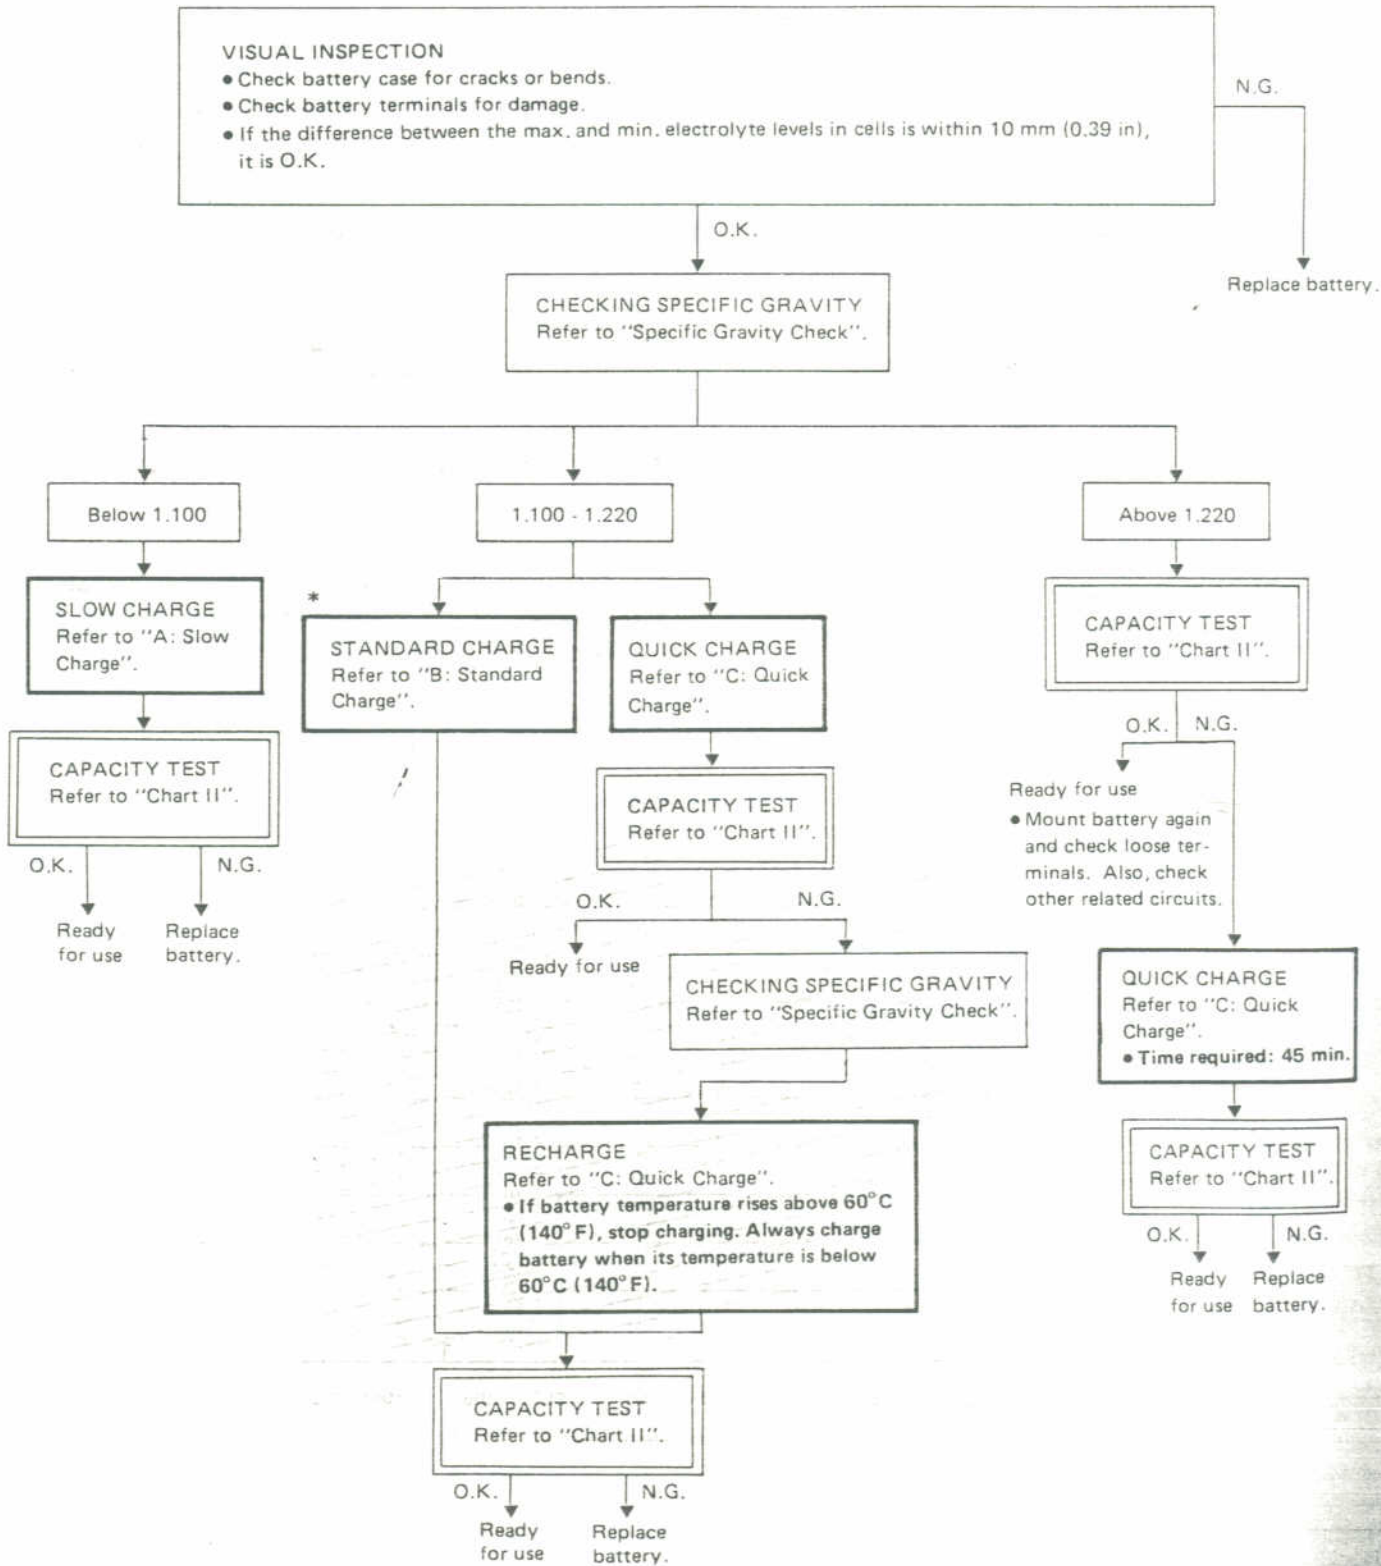 VISUAL INSPECTION
• Check battery case for cracks or bends.
• Check battery terminals for damage.
• If the difference between the max. and min. electrolyte levels in cells is within 10 mm (0.39 in),
it is O.K.
N.G.
Replace battery.
O.K.
CHECKING SPECIFIC GRAVITY
Refer to "Specific Gravity Check".
Below 1.100
1.100 - 1.220
Above 1.220
SLOW CHARGE
Refer to "A: Slow
Charge".
CAPACITY TEST
Refer to "Chart II".
O.K.
N.G.
Ready
for use
Replace
battery.
*
STANDARD CHARGE
Refer to "B: Standard
Charge".
QUICK CHARGE
Refer to "C: Quick
Charge".
CAPACITY TEST
Refer to "Chart II".
O.K.
N.G.
Ready for use
CHECKING SPECIFIC GRAVITY
Refer to "Specific Gravity Check".
RECHARGE
Refer to "C: Quick Charge".
• If battery temperature rises above 60°C
(140°F), stop charging. Always charge
battery when its temperature is below
60°C (140°F).
CAPACITY TEST
Refer to "Chart II".
O.K.
N.G.
Ready
for use
Replace
battery.
CAPACITY TEST
Refer to "Chart II".
O.K.
N.G.
Ready for use
• Mount battery again
and check loose ter-
minals. Also, check
other related circuits.
QUICK CHARGE
Refer to "C: Quick
Charge".
• Time required: 45 min.
CAPACITY TEST
Refer to "Chart II".
O.K.
N.G.
Ready
for use
Replace
battery.